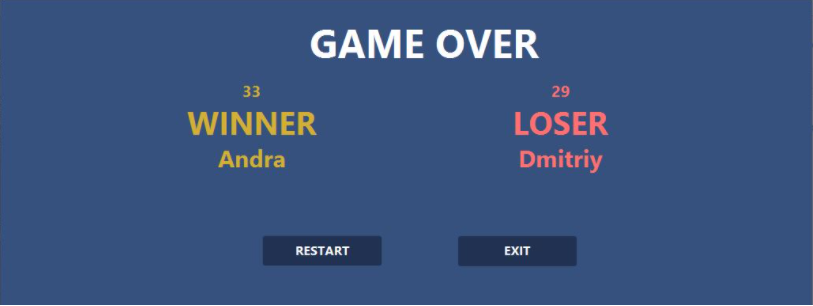 GAME OVER
33
WINNER
Andra
29
LOSER
Dmitriy
RESTART
EXIT